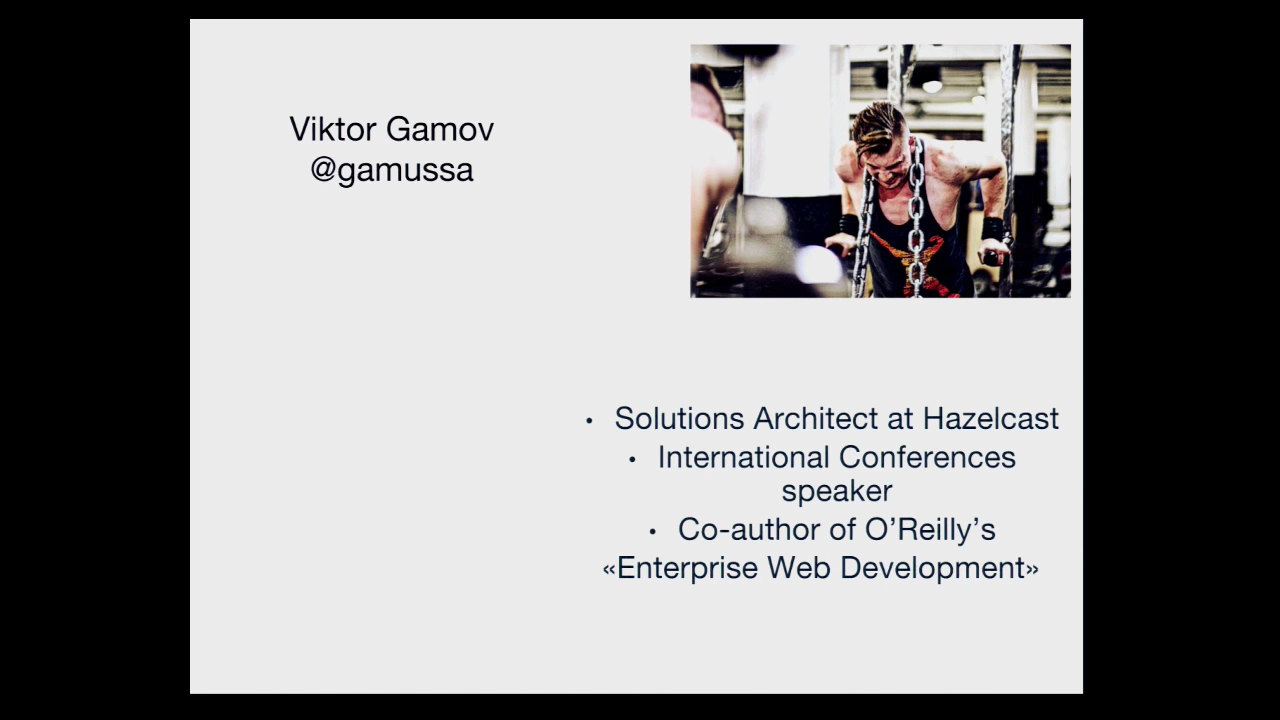 Viktor Gamov
@gamussa
• Solutions Architect at Hazelcast
• International Conferences
speaker
• Co-author of O’Reilly’s
«Enterprise Web Development»